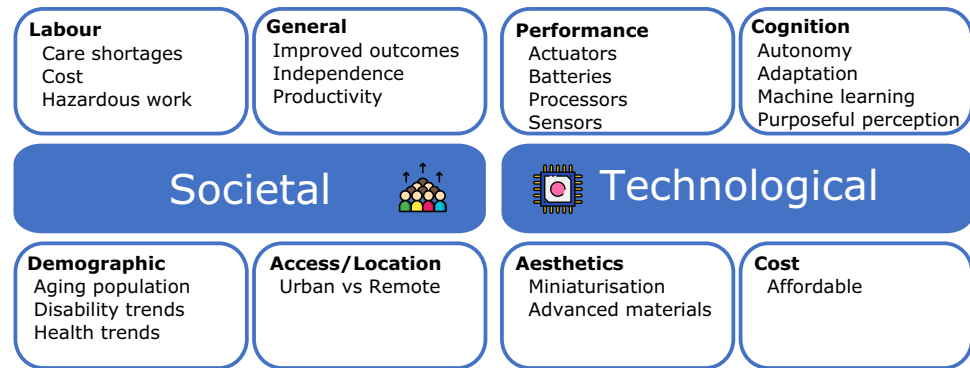 Labour
Care shortages
Cost
Hazardous work
General
Improved outcomes
Independence
Productivity
Performance
Actuators
Batteries
Processors
Sensors
Cognition
Autonomy
Adaptation
Machine learning
Purposeful perception
Societal
Technological
Demographic
Aging population
Disability trends
Health trends
Access/Location
Urban vs Remote
Aesthetics
Miniaturisation
Advanced materials
Cost
Affordable